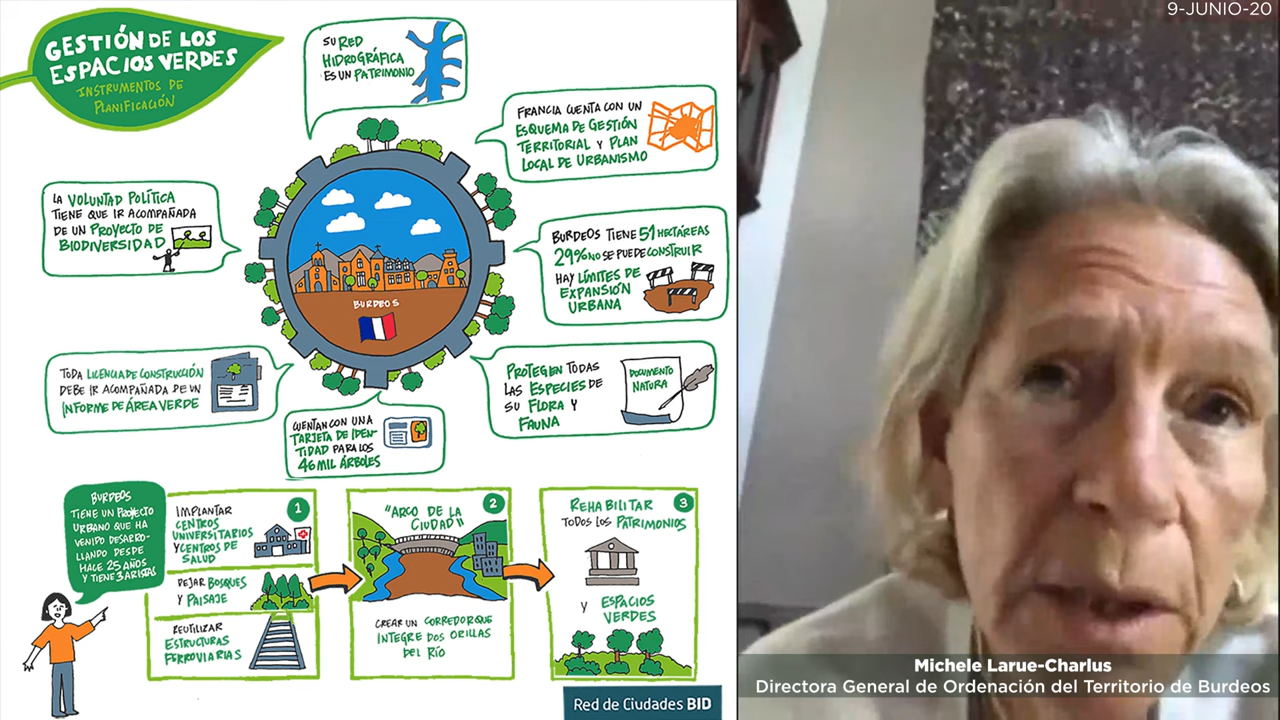 GESTIÓN DE LOS
ESPACIOS VERDES
INSTRUMENTOS DE
PLANIFICACIÓN
SU RED
HIDROGRÁFICA
ES UN PATRIMONIO
FRANCIA CUENTA CON UN
ESQUEMA DE GESTIÓN
TERRITORIAL Y PLAN
LOCAL DE URBANISMO
LA VOLUNTAD POLÍTICA
TIENE QUE IR ACOMPAÑADA
DE UN PROYECTO DE
BIODIVERSIDAD
BURDEOS TIENE 51 HECTÁREAS
29% NO SE PUEDE CONSTRUIR
HAY LÍMITES DE
EXPANSIÓN
URBANA
BURDEOS
TODA LICENCIA DE CONSTRUCCIÓN
DEBE IR ACOMPAÑADA DE UN
INFORME DE ÁREA VERDE
PROTEGEN TODAS
LAS ESPECIES DE
SU FLORA Y
FAUNA
DOCUMENTO
NATURA
CUENTAN CON UNA
TARJETA DE IDEN-
TIDAD PARA LOS
46 MIL ÁRBOLES
BURDEOS
TIENE UN PROYECTO
URBANO QUE HA
VENIDO DESARRO-
LLANDO DESDE
HACE 25 AÑOS
Y TIENE 3 ARISTAS
1
IMPLANTAR
CENTROS
UNIVERSITARIOS
Y CENTROS DE
SALUD
DEJAR BOSQUES
Y PAISAJE
REUTILIZAR
ESTRUCTURAS
FERROVIARIAS
2
"ARCO DE LA
CIUDAD"
CREAR UN CORREDOR QUE
INTEGRE DOS ORILLAS
DEL RÍO
3
REHABILITAR
TODOS LOS PATRIMONIOS
Y ESPACIOS
VERDES
Red de Ciudades BID
9-JUNIO-20
Michele Larue-Charlus
Directora General de Ordenación del Territorio de Burdeos